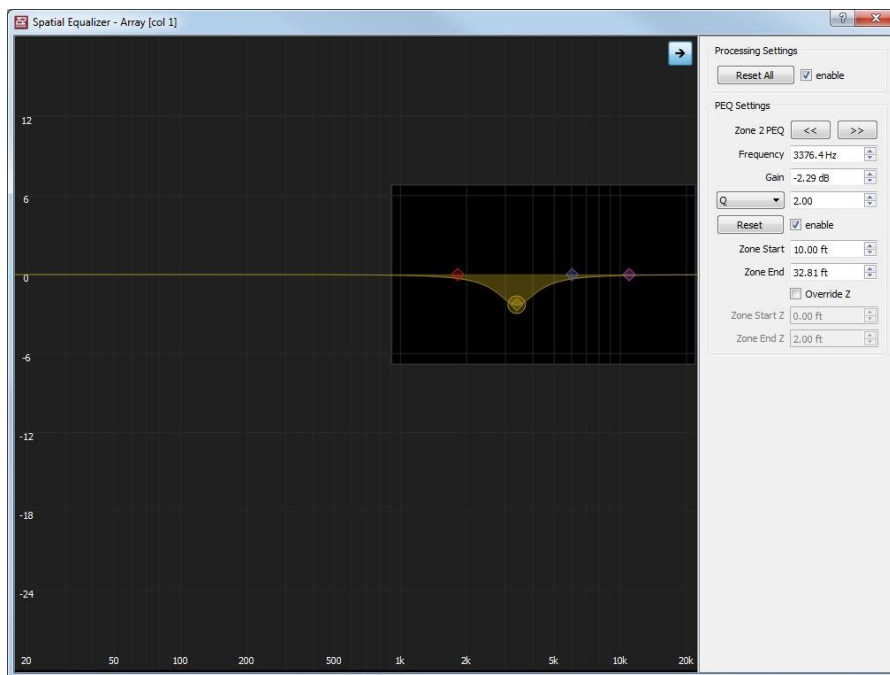 Spatial Equalizer - Array [col 1]
?
Processing Settings
Reset All enable
PEQ Settings
Zone 2 PEQ << >>
Frequency 3376.4 Hz
Gain -2.29 dB
Q 2.00
Reset enable
Zone Start 10.00 ft
Zone End 32.81 ft
Override Z
Zone Start Z 0.00 ft
Zone End Z 2.00 ft
12
6
0
-6
-12
-18
-24
20 50 100 200 500 1k 2k 5k 10k 20k